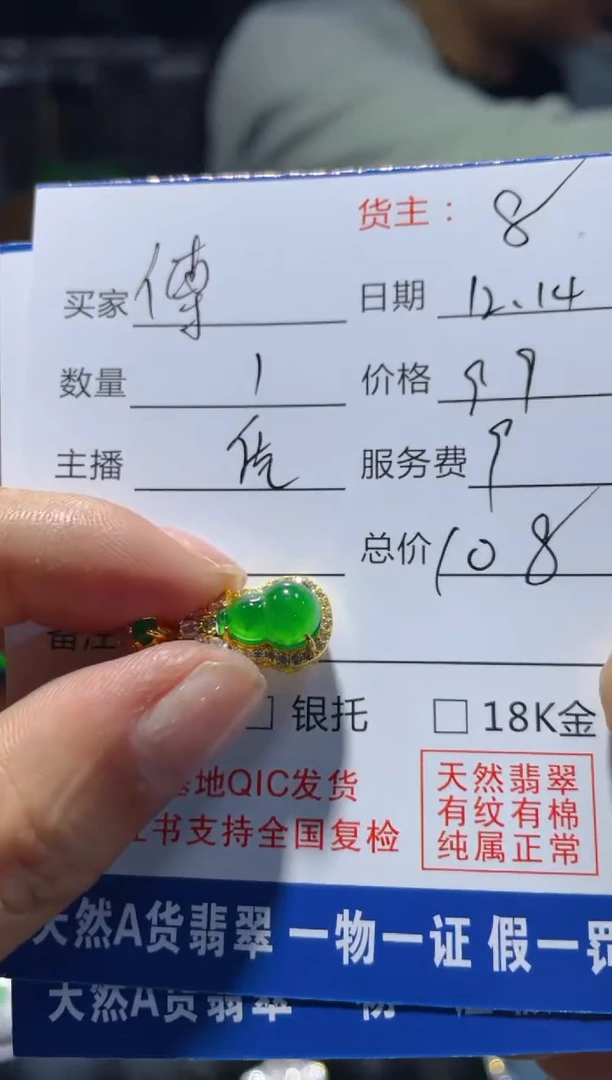 货主： 8
买家 傅 日期 12.14
数量 1 价格 99
主播 服务费 9
总价 108
备注
银托 □ 18K金
地QIC发货
书支持全国复检
天然翡翠
有纹有棉
纯属正常
天然A货翡翠 一物一证 假一罚
天然A货翡翠